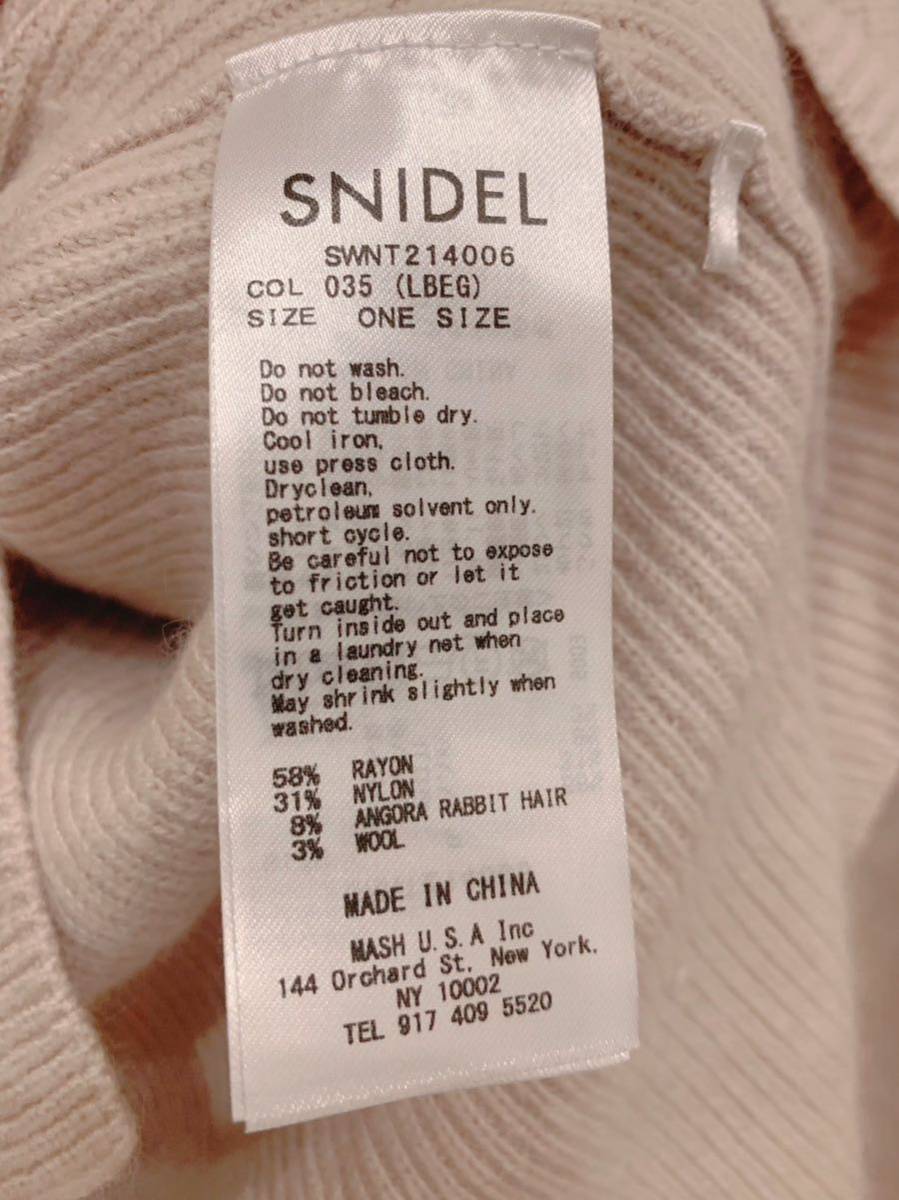 SNIDEL
SWNT214006
COL 035 (LBEG)
SIZE ONE SIZE
Do not wash.
Do not bleach.
Do not tumble dry.
Cool iron,
use press cloth.
Dryclean,
petroleum solvent only.
short cycle.
Be careful not to expose
to friction or let it
get caught.
Turn inside out and place
in a laundry net when
dry cleaning.
May shrink slightly when
washed.
58% RAYON
31% NYLON
8% ANGORA RABBIT HAIR
3% WOOL
MADE IN CHINA
MASH U.S.A Inc
144 Orchard St, New York,
NY 10002
TEL 917 409 5520